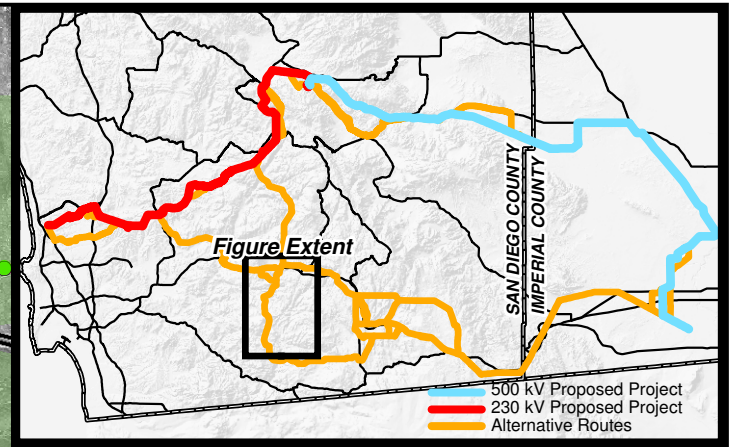 SAN DIEGO COUNTY
IMPERIAL COUNTY
Figure Extent
500 kV Proposed Project
230 kV Proposed Project
Alternative Routes